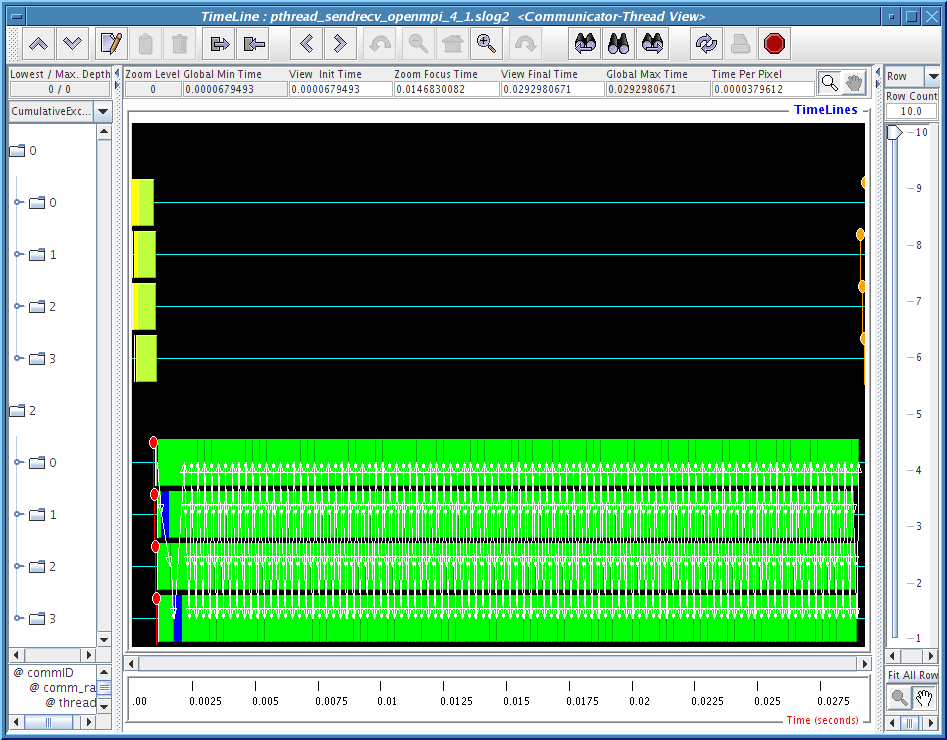 TimeLine : pthread_sendrecv_openmpi_4_1.slog2 <Communicator-Thread View>
Lowest / Max. Depth
0 / 0
Zoom Level
0
Global Min Time
0.0000679493
View Init Time
0.0000679493
Zoom Focus Time
0.0146830082
View Final Time
0.0292980671
Global Max Time
0.0292980671
Time Per Pixel
0.0000379612
Row
Row Count
10.0
CumulativeExc...
TimeLines
0
0
1
2
3
2
0
1
2
3
10
9
8
7
6
5
4
3
2
1
@ commID
@ comm_ra
@ thread
Fit All Row
.00
0.0025
0.005
0.0075
0.01
0.0125
0.015
0.0175
0.02
0.0225
0.025
0.0275
Time (seconds)